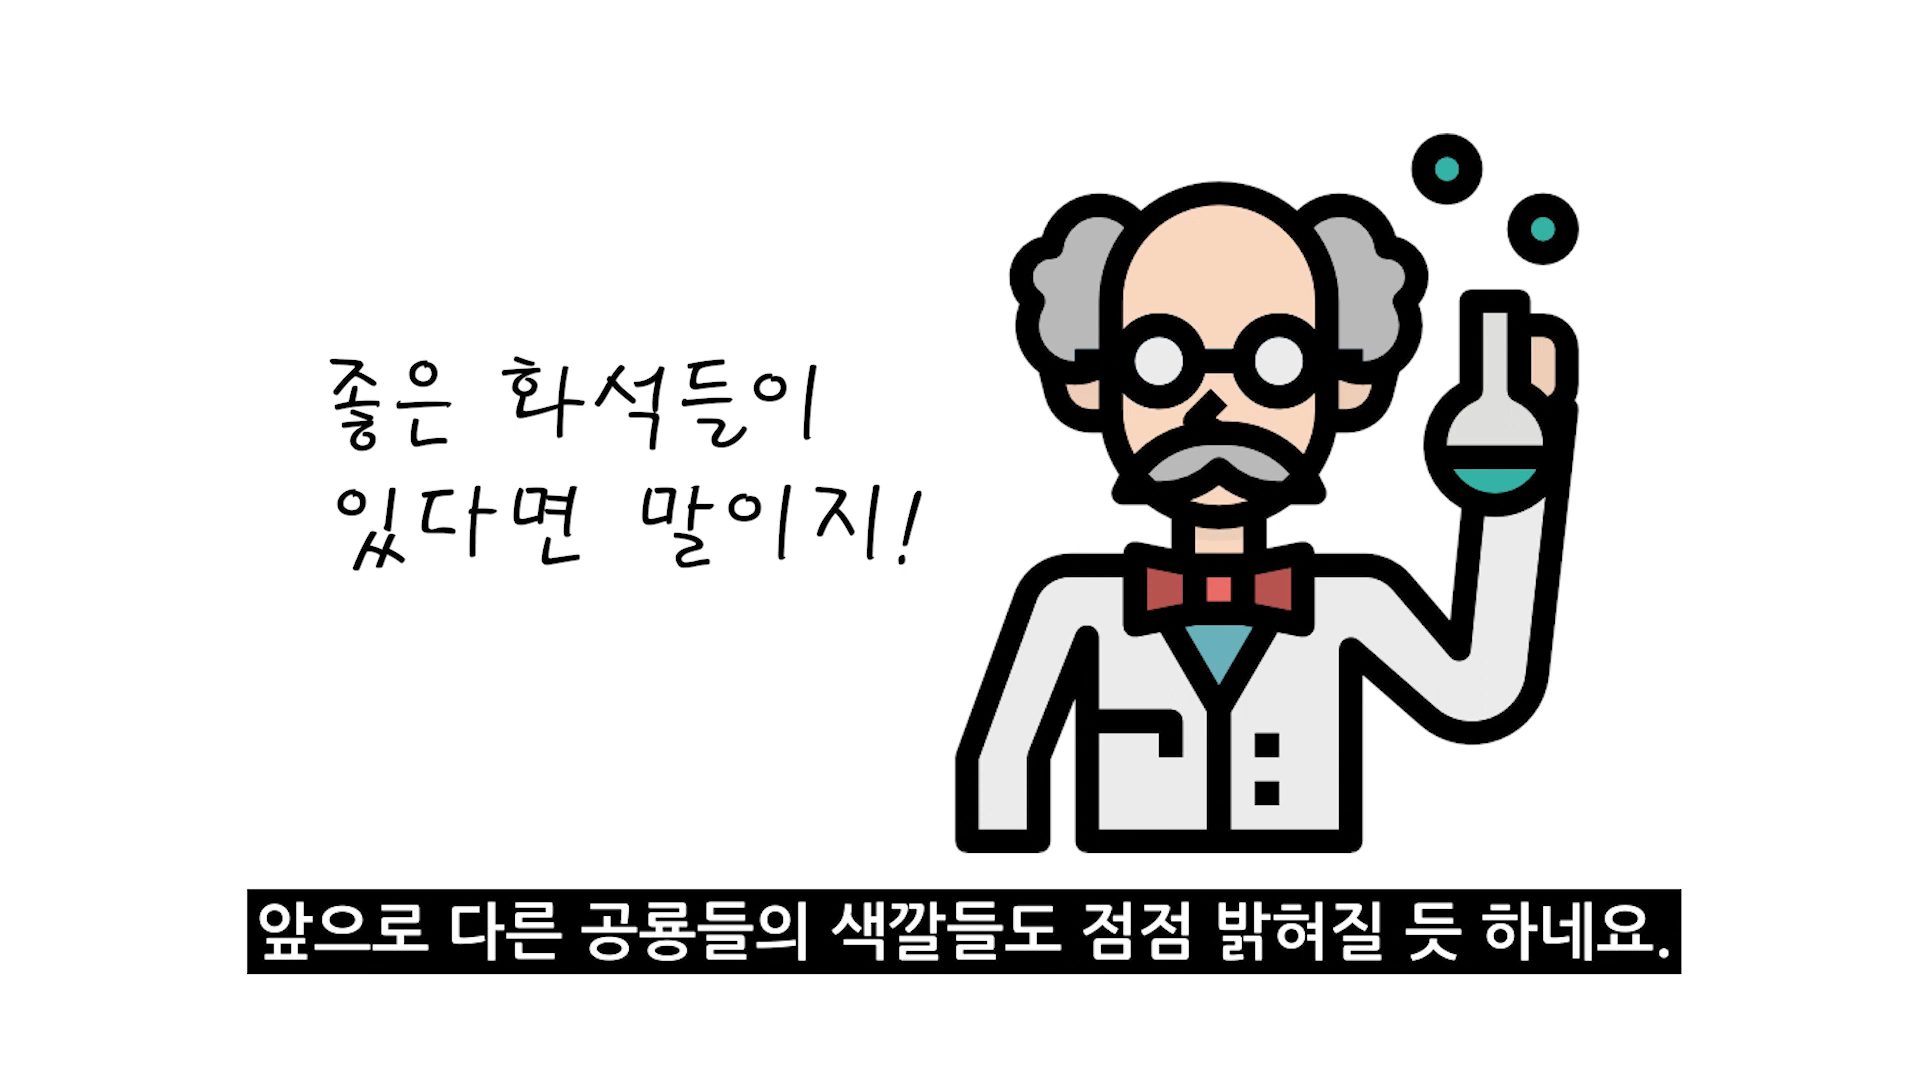 좋은 화석들이
있다면 말이지!
앞으로 다른 공룡들의 색깔들도 점점 밝혀질 듯 하네요.